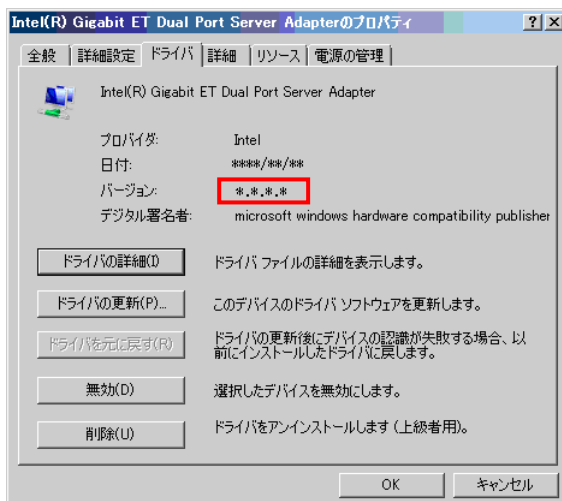 Intel(R) Gigabit ET Dual Port Server Adapterのプロパティ
全般 詳細設定 ドライバ 詳細 リソース 電源の管理
Intel(R) Gigabit ET Dual Port Server Adapter
プロバイダ: Intel
日付: ****/**/**
バージョン: *.*.*.*
デジタル署名者: microsoft windows hardware compatibility publisher
ドライバの詳細(I) ドライバ ファイルの詳細を表示します。
ドライバの更新(P)... このデバイスのドライバ ソフトウェアを更新します。
ドライバを元に戻す(R) ドライバの更新後にデバイスの認識が失敗する場合、以
前にインストールしたドライバに戻します。
無効(D) 選択したデバイスを無効にします。
削除(U) ドライバをアンインストールします (上級者用)。
OK キャンセル